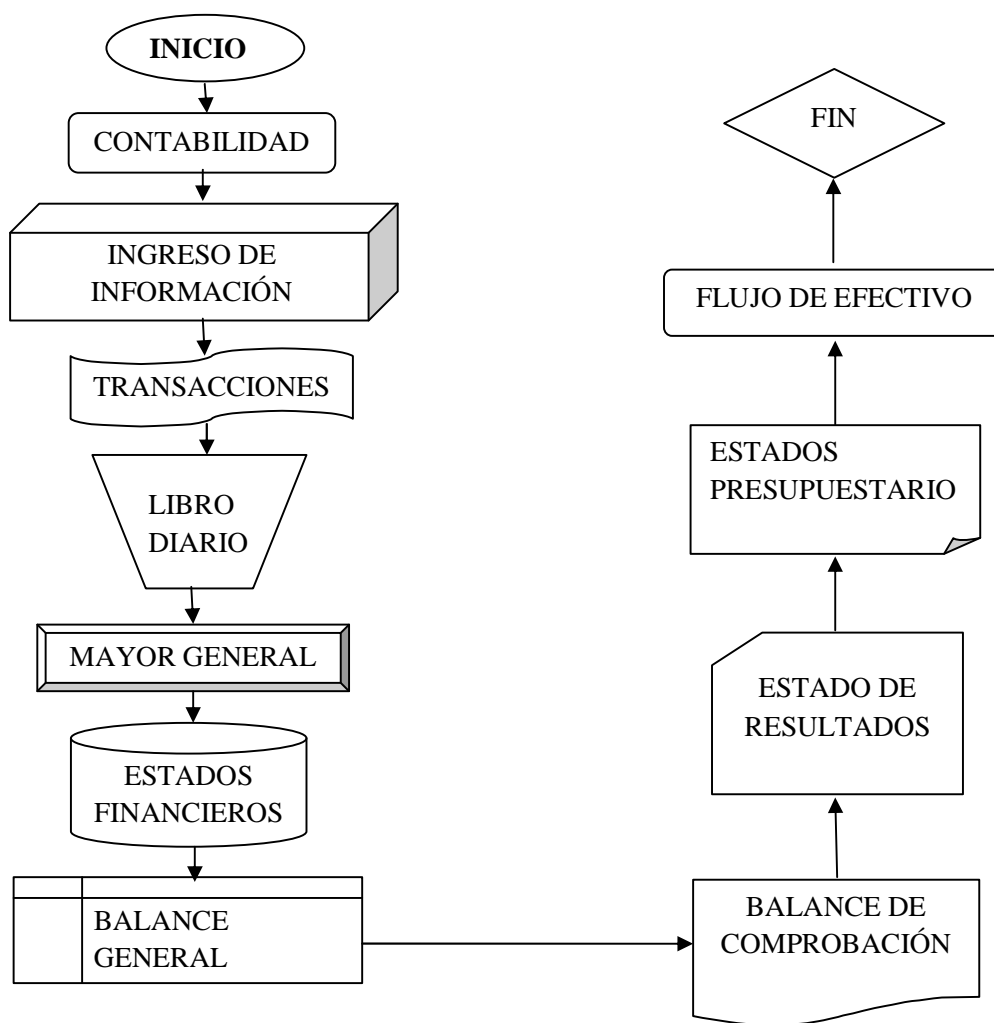 INICIO
CONTABILIDAD
INGRESO DE
INFORMACIÓN
TRANSACCIONES
LIBRO
DIARIO
MAYOR GENERAL
ESTADOS
FINANCIEROS
BALANCE
GENERAL
BALANCE DE
COMPROBACIÓN
ESTADO DE
RESULTADOS
ESTADOS
PRESUPUESTARIO
FLUJO DE EFECTIVO
FIN